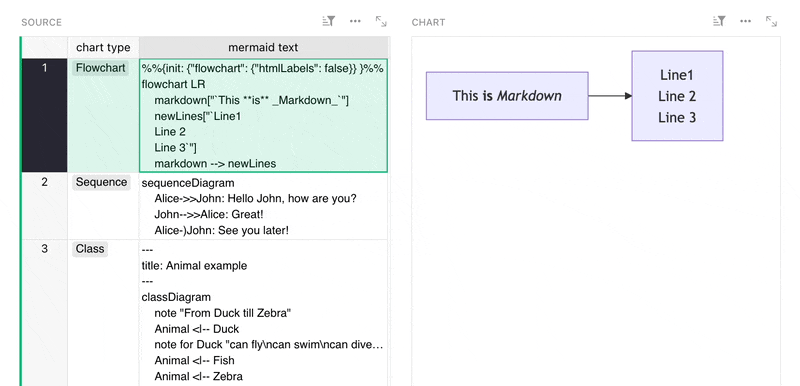 SOURCE
chart type mermaid text
1 Flowchart %%{init: {"flowchart": {"htmlLabels": false}} }%%
flowchart LR
markdown["`This **is** _Markdown_`"]
newLines["`Line1
Line 2
Line 3`"]
markdown --> newLines
2 Sequence sequenceDiagram
Alice->>John: Hello John, how are you?
John-->>Alice: Great!
Alice-)John: See you later!
3 Class ---
title: Animal example
---
classDiagram
note "From Duck till Zebra"
Animal <|-- Duck
note for Duck "can fly\ncan swim\ncan dive…
Animal <|-- Fish
Animal <|-- Zebra
CHART
This is Markdown
Line1
Line 2
Line 3